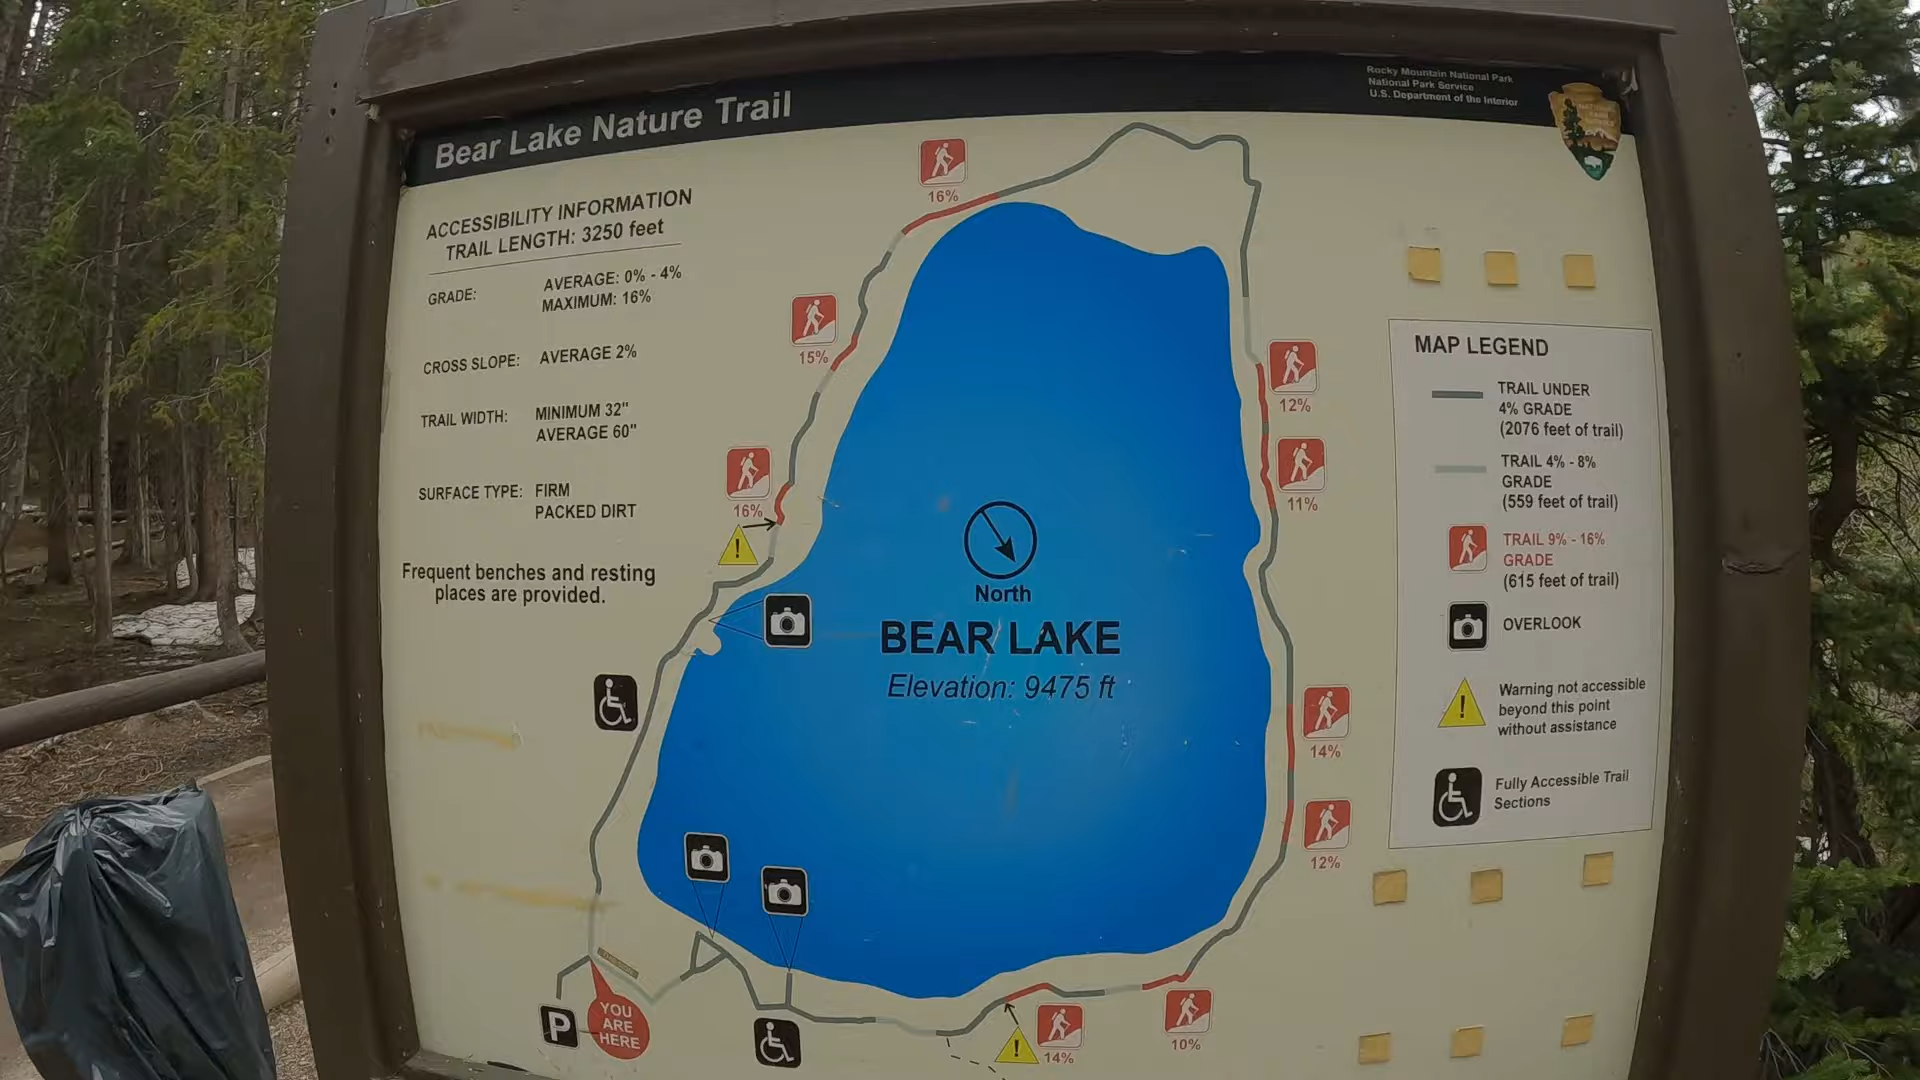 Bear Lake Nature Trail
Rocky Mountain National Park
National Park Service
U.S. Department of the Interior
ACCESSIBILITY INFORMATION
TRAIL LENGTH: 3250 feet
GRADE: AVERAGE: 0% - 4%
MAXIMUM: 16%
CROSS SLOPE: AVERAGE 2%
TRAIL WIDTH: MINIMUM 32"
AVERAGE 60"
SURFACE TYPE: FIRM
PACKED DIRT
Frequent benches and resting
places are provided.
16%
15%
16%
!
12%
11%
North
BEAR LAKE
Elevation: 9475 ft
14%
12%
P
YOU
ARE
HERE
!
14%
10%
MAP LEGEND
TRAIL UNDER
4% GRADE
(2076 feet of trail)
TRAIL 4% - 8%
GRADE
(559 feet of trail)
TRAIL 9% - 16%
GRADE
(615 feet of trail)
OVERLOOK
!
Warning not accessible
beyond this point
without assistance
Fully Accessible Trail
Sections